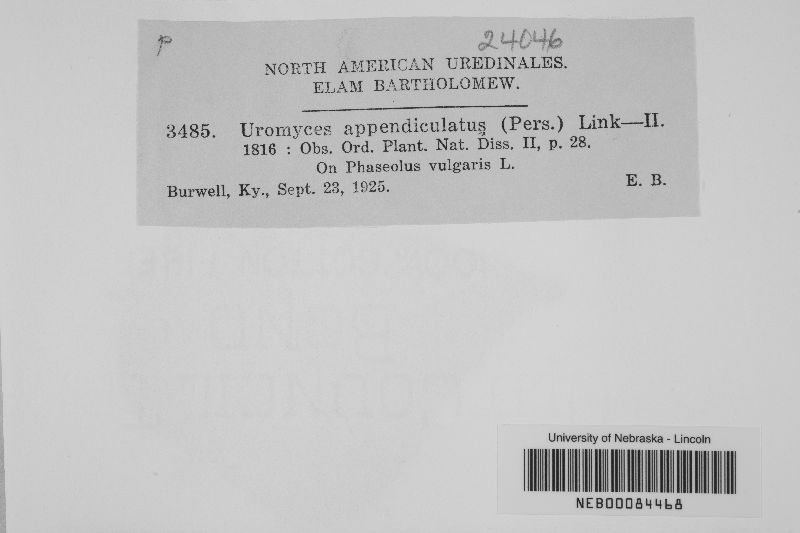 p 24046
NORTH AMERICAN UREDINALES.
ELAM BARTHOLOMEW.
3485. Uromyces appendiculatus (Pers.) Link—II.
1816 : Obs. Ord. Plant. Nat. Diss. II, p. 28.
On Phaseolus vulgaris L.
Burwell, Ky., Sept. 23, 1925. E. B.
University of Nebraska - Lincoln
NEB00084468